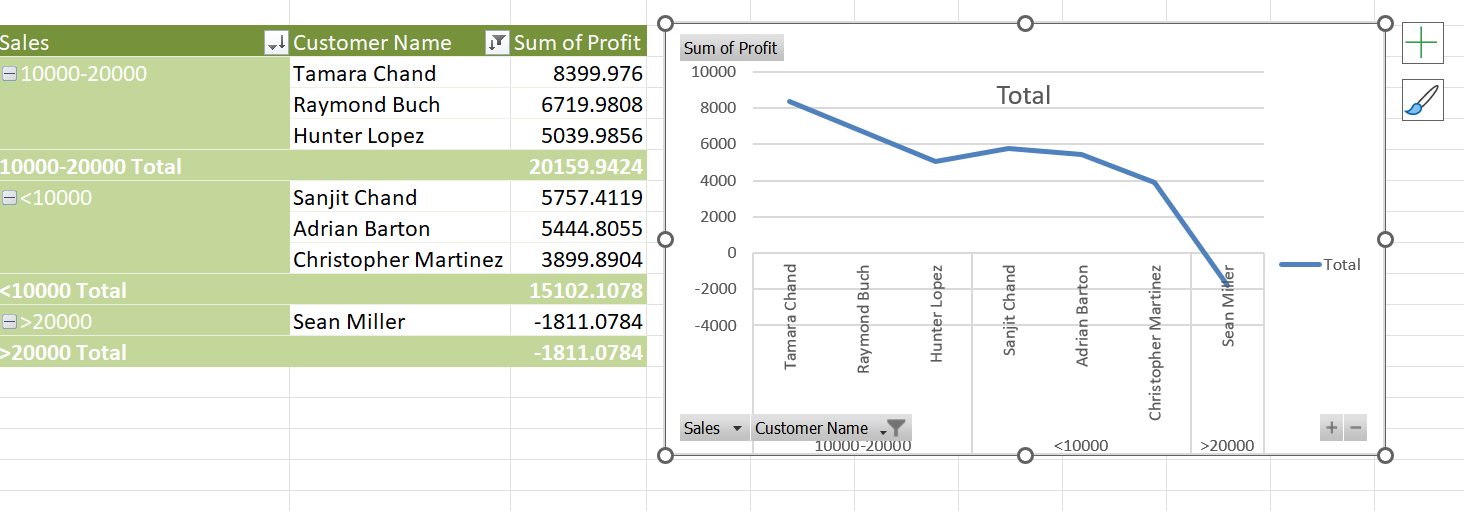 Sales Customer Name Sum of Profit
10000-20000 Tamara Chand 8399.976
Raymond Buch 6719.9808
Hunter Lopez 5039.9856
10000-20000 Total 20159.9424
<10000 Sanjit Chand 5757.4119
Adrian Barton 5444.8055
Christopher Martinez 3899.8904
<10000 Total 15102.1078
>20000 Sean Miller -1811.0784
>20000 Total -1811.0784
Sum of Profit
Total
10000
8000
6000
4000
2000
0
-2000
-4000
Tamara Chand
Raymond Buch
Hunter Lopez
Sanjit Chand
Adrian Barton
Christopher Martinez
Sean Miller
Total
Sales Customer Name
10000-20000 <10000 >20000